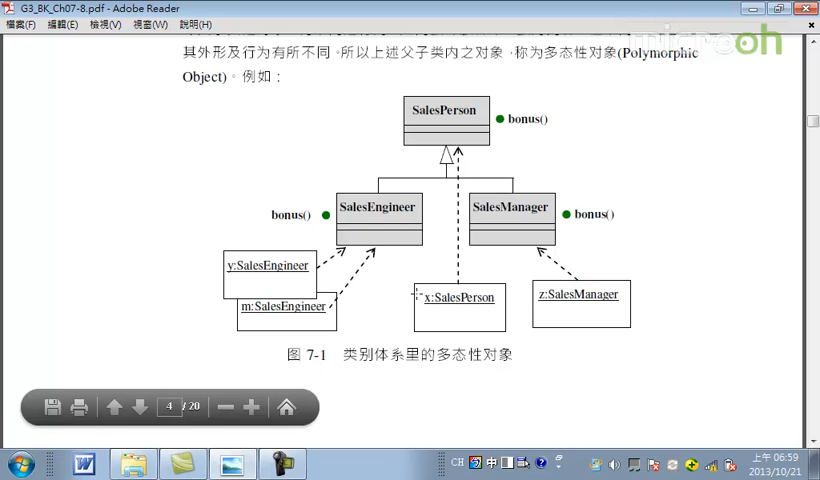 G3_BK_Ch07-8.pdf - Adobe Reader
檔案(F) 編輯(E) 檢視(V) 視窗(W) 說明(H)
microoh
其外形及行为有所不同。所以上述父子类内之对象，称为多态性对象(Polymorphic
Object)。例如：
SalesPerson
bonus()
bonus()
SalesEngineer
SalesManager
bonus()
y:SalesEngineer
m:SalesEngineer
x:SalesPerson
z:SalesManager
图 7-1 类别体系里的多态性对象
4 / 20
CH 中
上午 06:59
2013/10/21